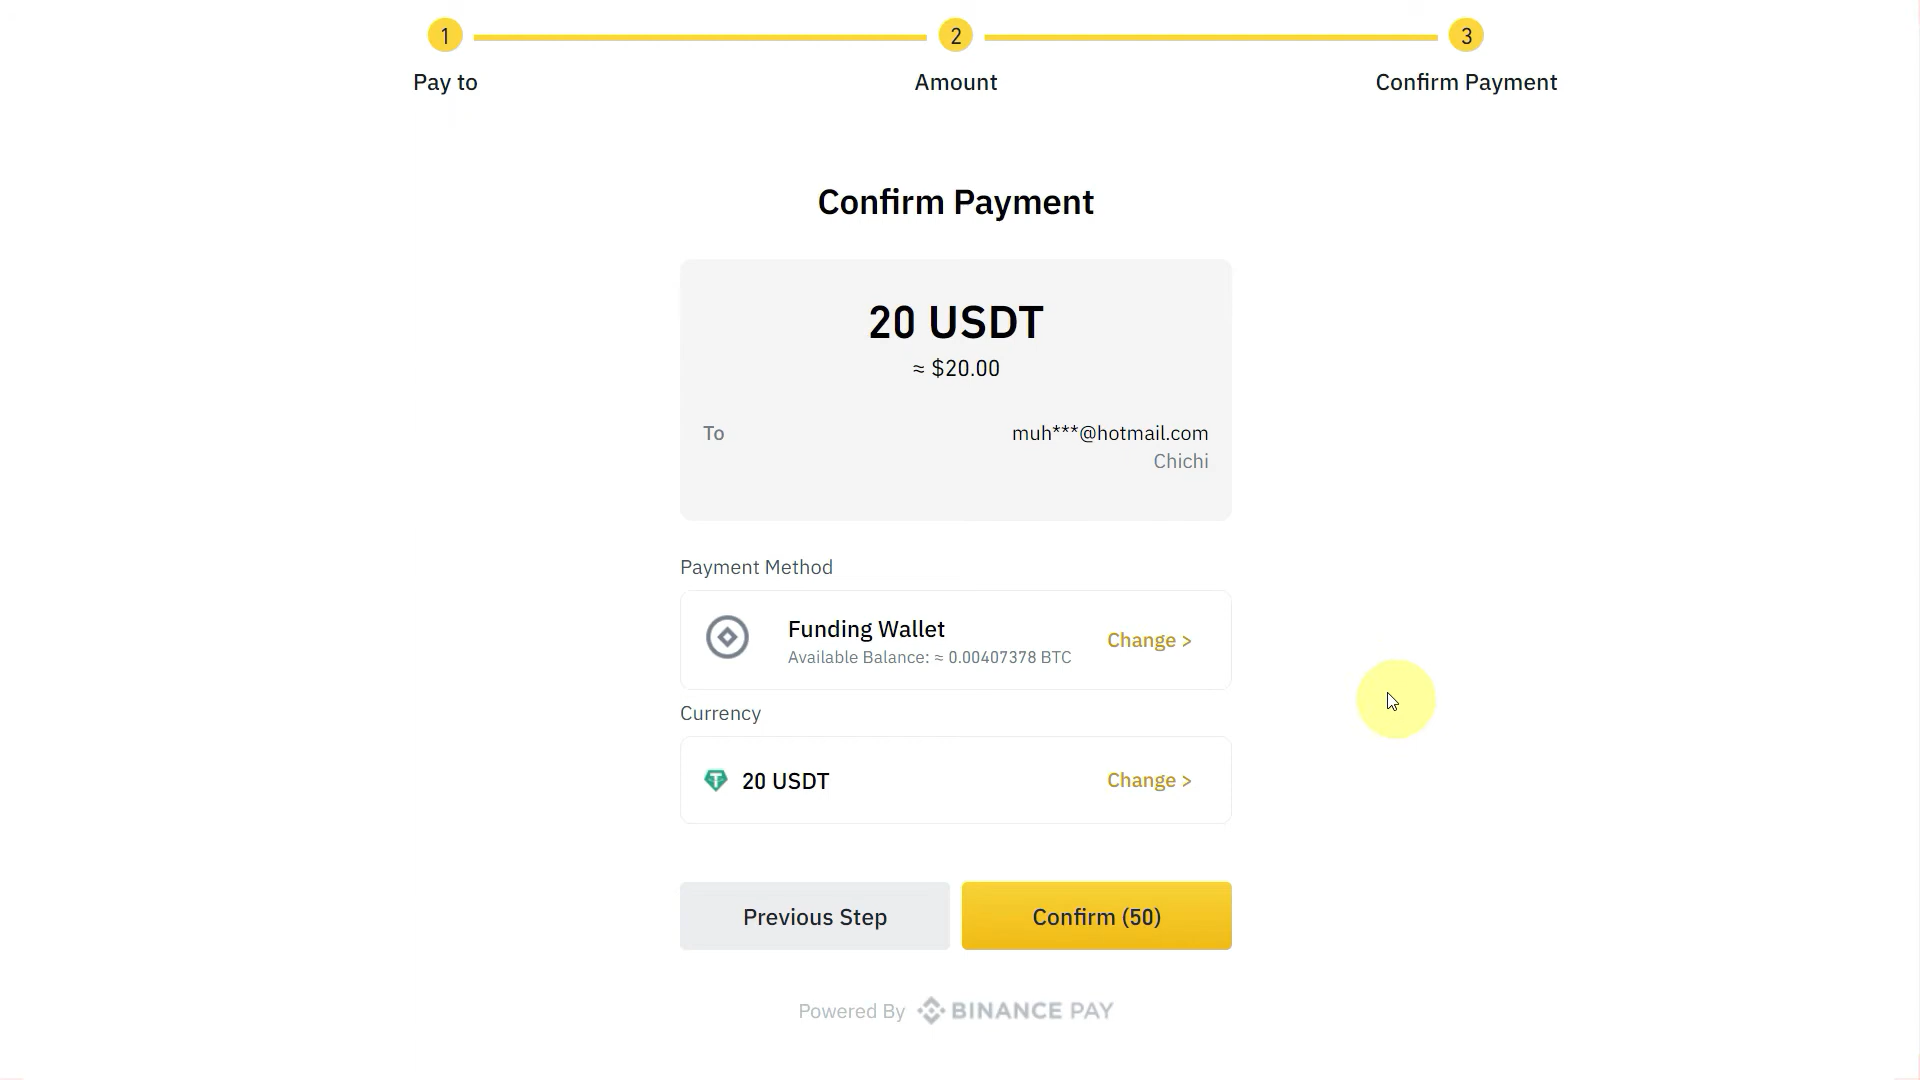 1
2
3
Pay to
Amount
Confirm Payment
Confirm Payment
20 USDT
≈ $20.00
To
muh***@hotmail.com
Chichi
Payment Method
Funding Wallet
Available Balance: ≈ 0.00407378 BTC
Change >
Currency
20 USDT
Change >
Previous Step
Confirm (50)
Powered By BINANCE PAY